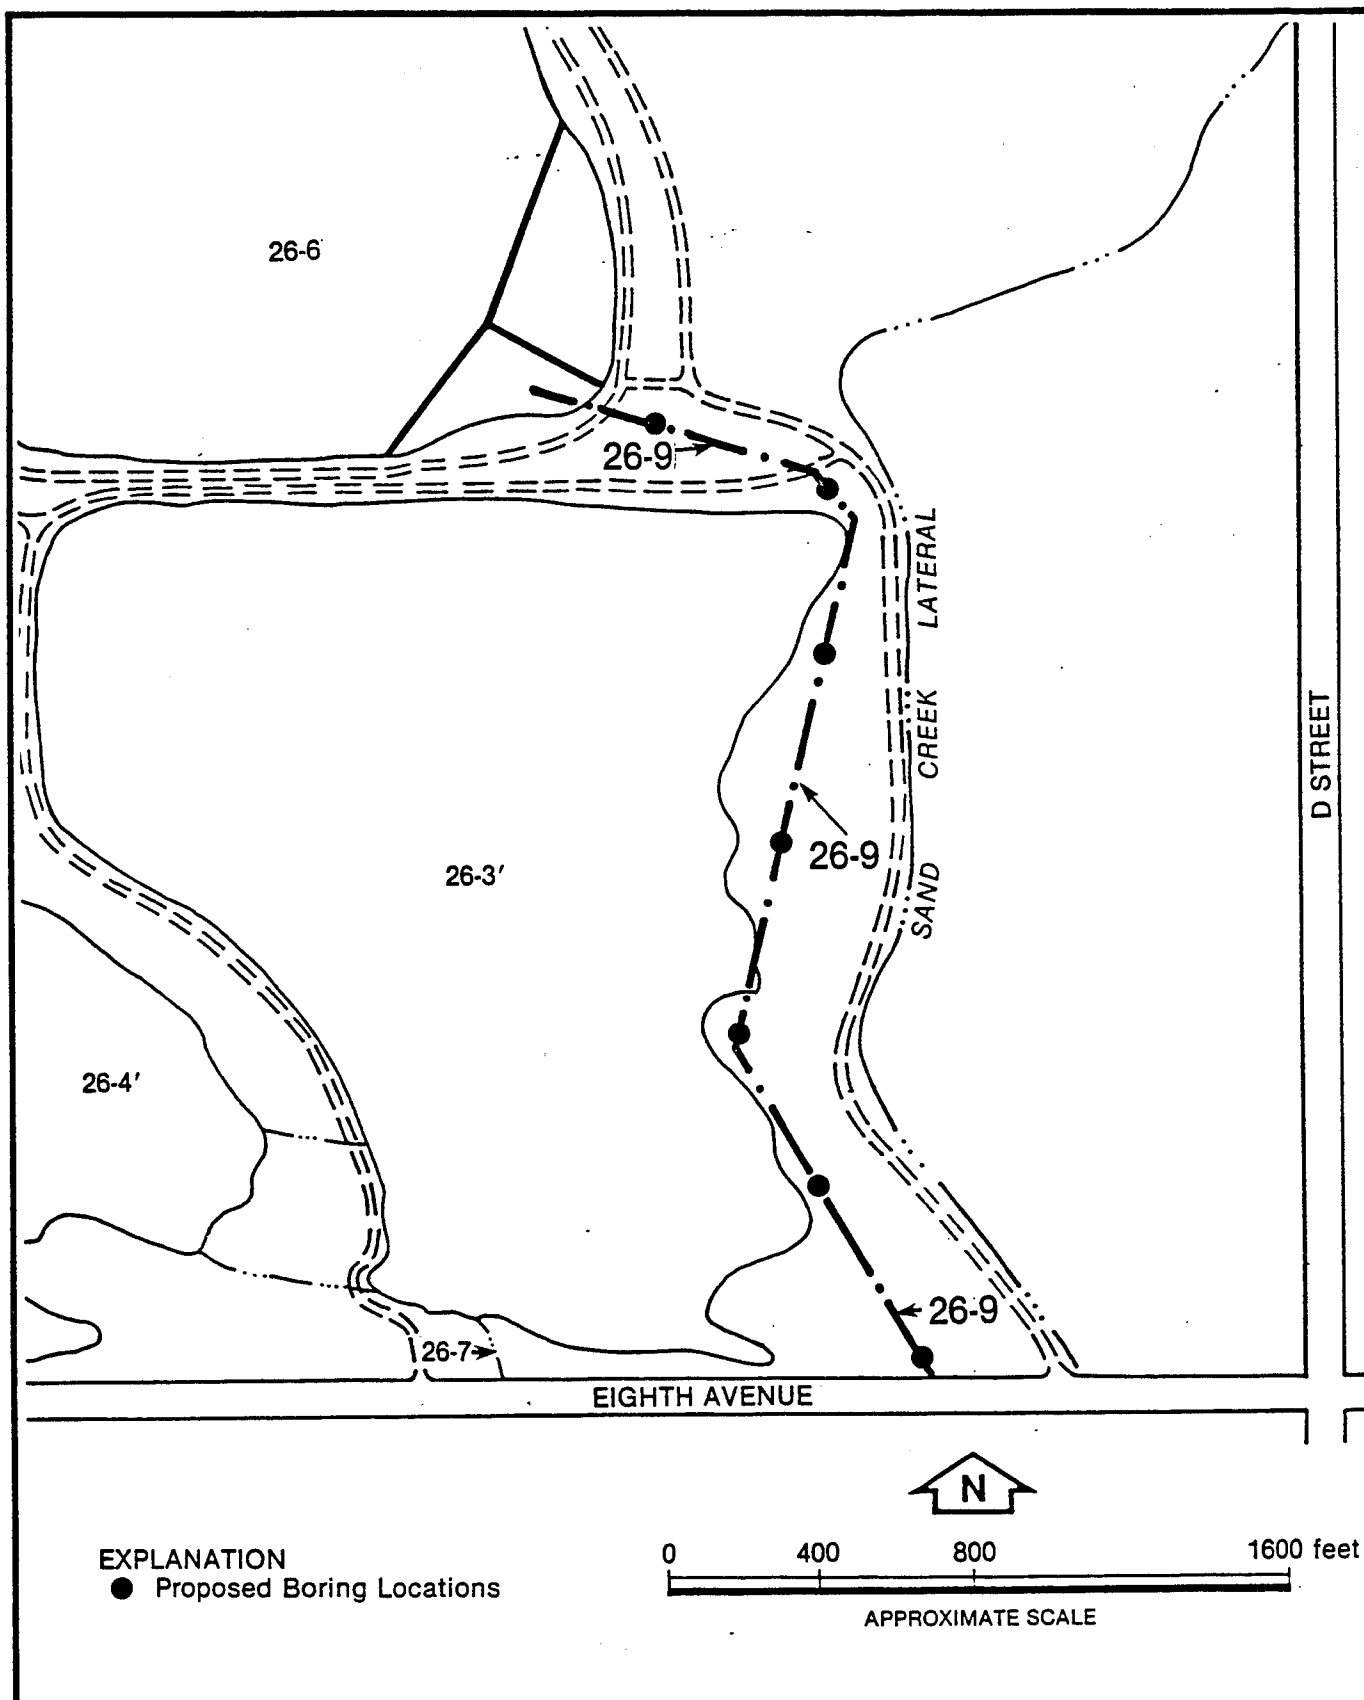 26-6
26-9
SAND CREEK LATERAL
D STREET
26-9
26-3'
26-4'
26-9
26-7
EIGHTH AVENUE
N
EXPLANATION
Proposed Boring Locations
0 400 800 1600 feet
APPROXIMATE SCALE